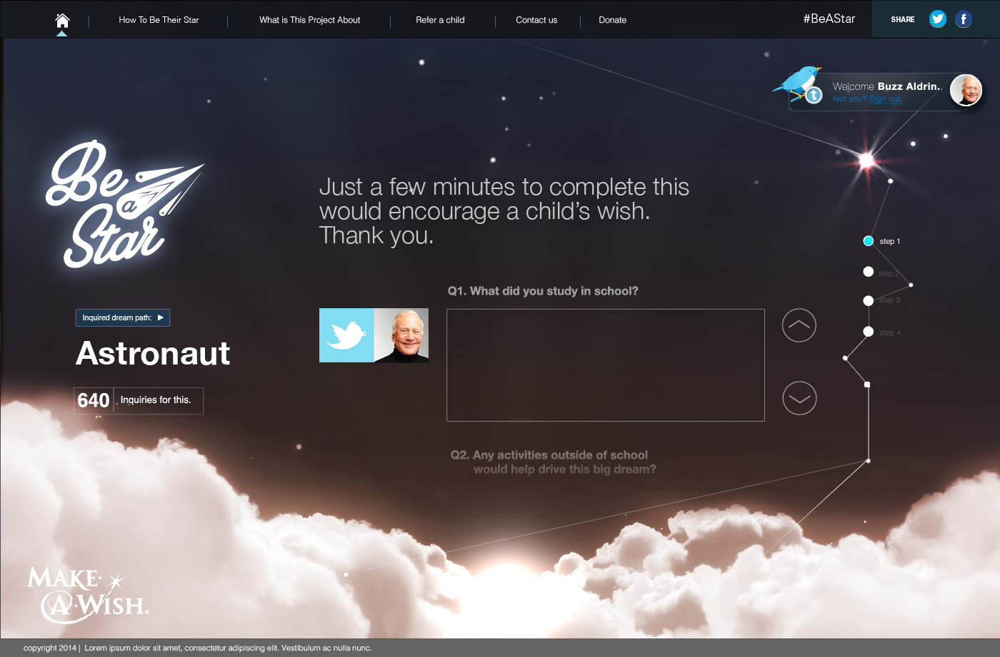 How To Be Their Star
What is This Project About
Refer a child
Contact us
Donate
#BeAStar
SHARE
f
t
Welcome Buzz Aldrin..
Not you? Sign out.
Be
a
Star
Just a few minutes to complete this
would encourage a child's wish.
Thank you.
step 1
step 2
step 3
step 4
Q1. What did you study in school?
Inquired dream path:
Astronaut
640
Inquiries for this.
Q2. Any activities outside of school
would help drive this big dream?
MAKE·
A·WISH®
copyright 2014 | Lorem ipsum dolor sit amet, consectetur adipiscing elit. Vestibulum ac nulla nunc.